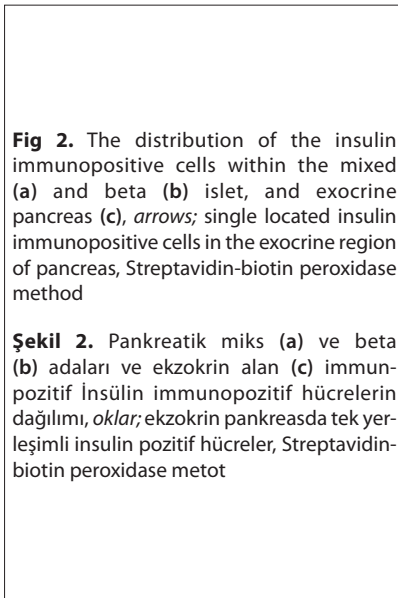 Fig 2. The distribution of the insulin
immunopositive cells within the mixed
(a) and beta (b) islet, and exocrine
pancreas (c), arrows; single located insulin
immunopositive cells in the exocrine region
of pancreas, Streptavidin-biotin peroxidase
method
Şekil 2. Pankreatik miks (a) ve beta
(b) adaları ve ekzokrin alan (c) immun-
pozitif İnsülin immunopozitif hücrelerin
dağılımı, oklar; ekzokrin pankreasda tek yer-
leşimli insulin pozitif hücreler, Streptavidin-
biotin peroxidase metot